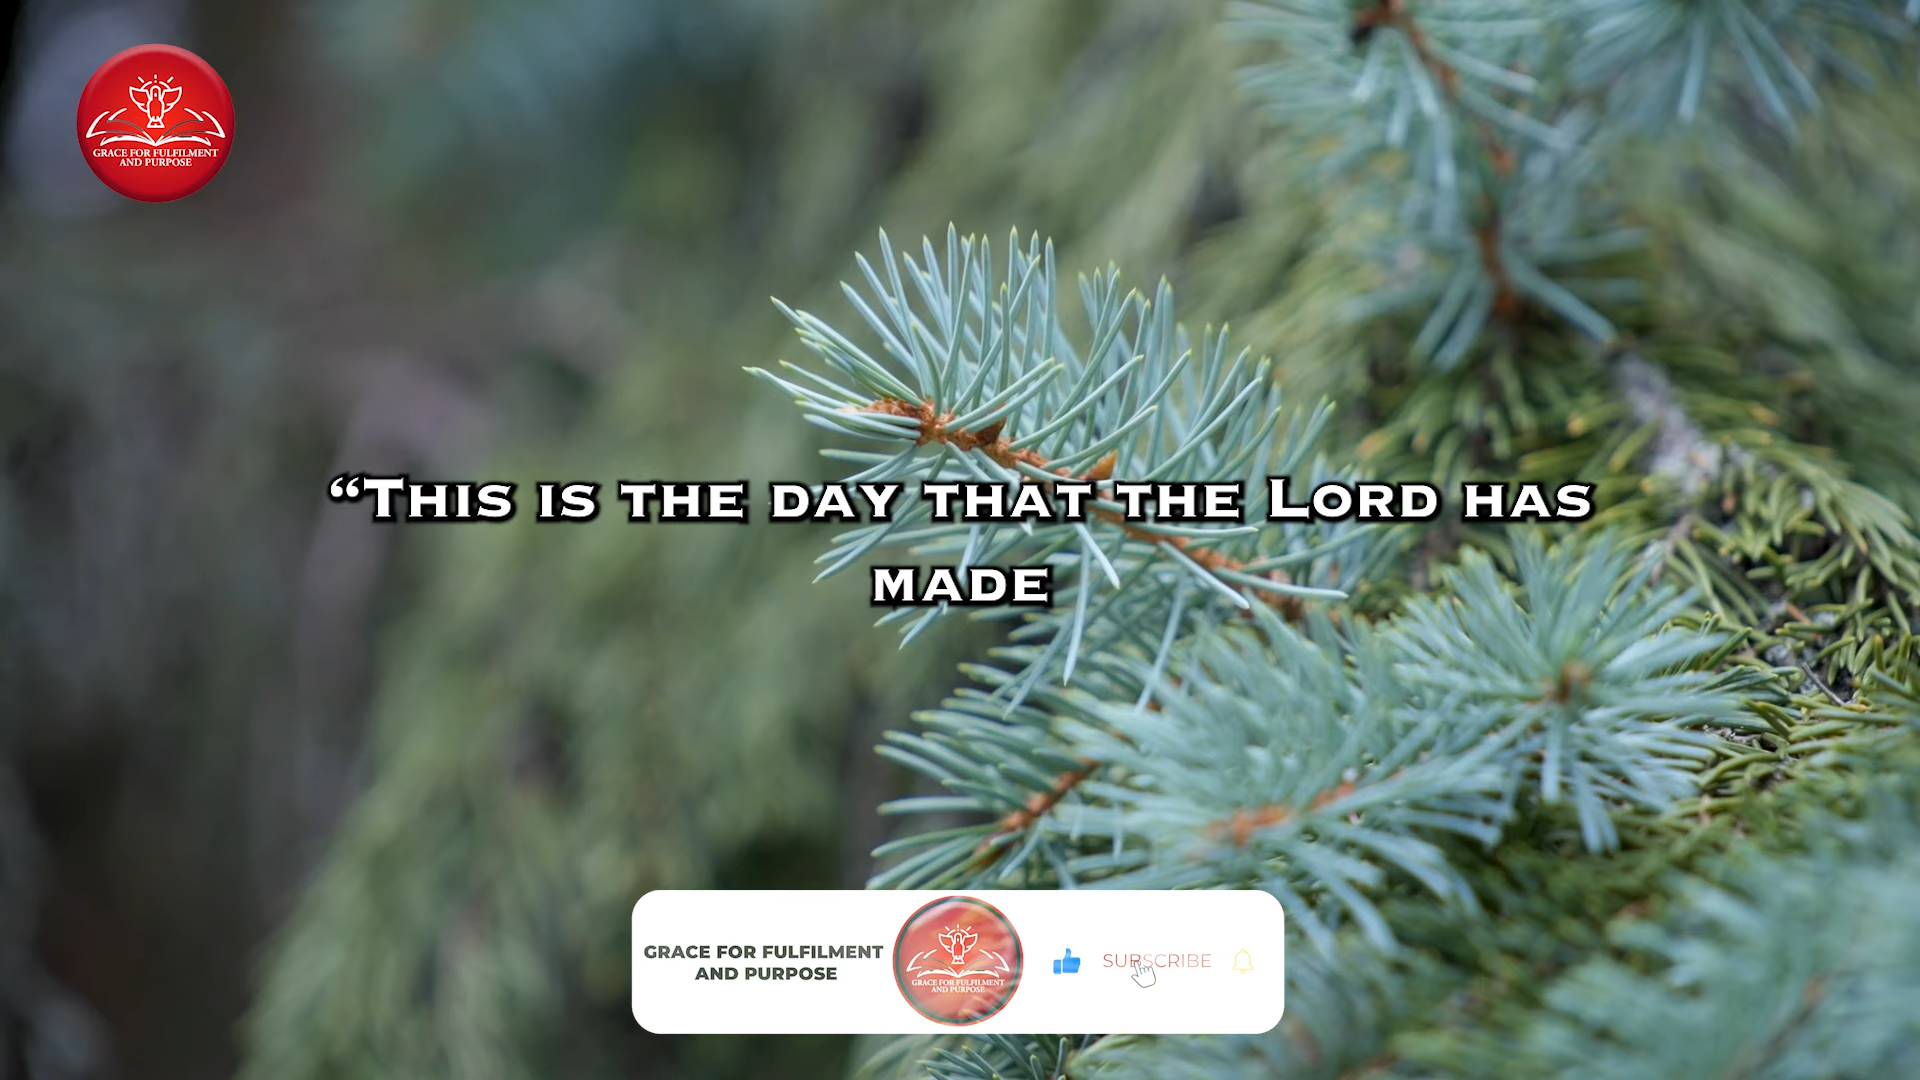 GRACE FOR FULFILMENT
AND PURPOSE
“THIS IS THE DAY THAT THE LORD HAS
MADE
GRACE FOR FULFILMENT
AND PURPOSE
GRACE FOR FULFILMENT
AND PURPOSE
SUBSCRIBE